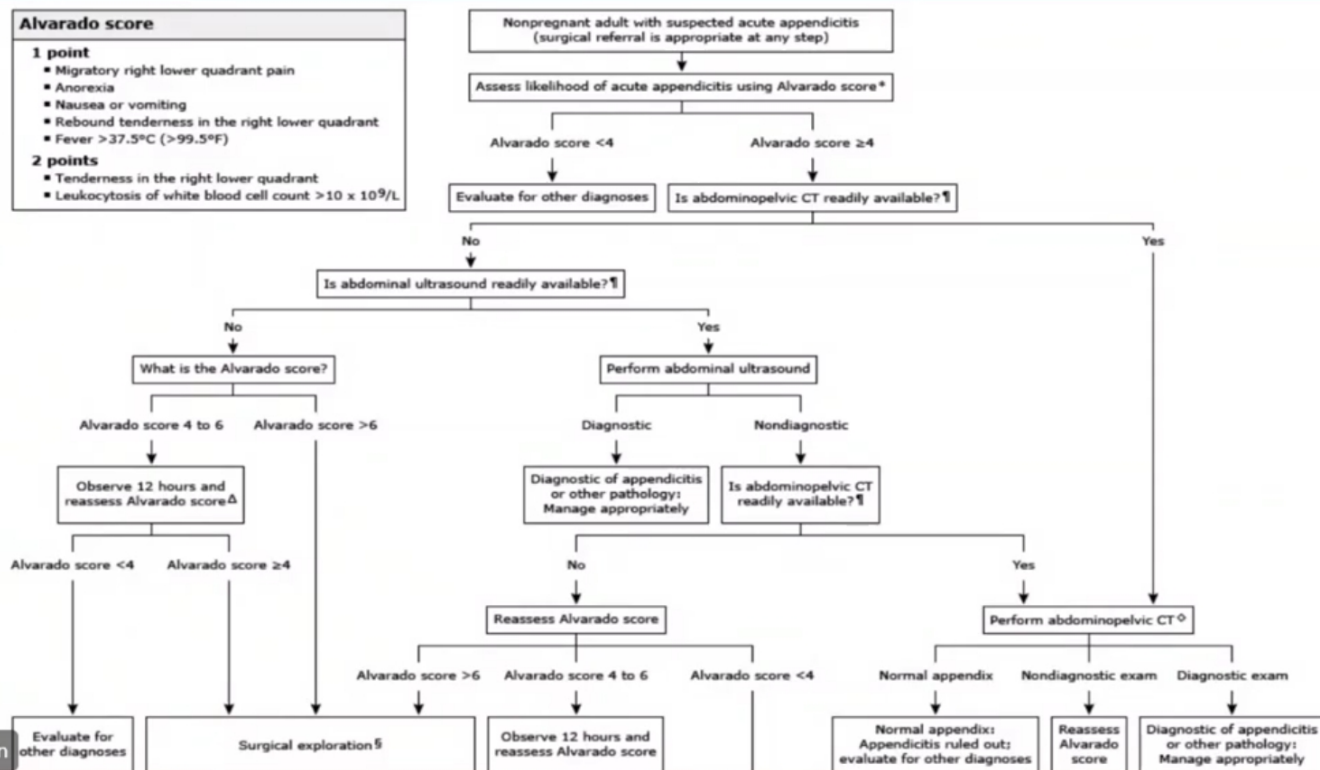 Alvarado score
1 point
▪ Migratory right lower quadrant pain
▪ Anorexia
▪ Nausea or vomiting
▪ Rebound tenderness in the right lower quadrant
▪ Fever >37.5°C (>99.5°F)
2 points
▪ Tenderness in the right lower quadrant
▪ Leukocytosis of white blood cell count >10 x 10⁹/L
Nonpregnant adult with suspected acute appendicitis
(surgical referral is appropriate at any step)
Assess likelihood of acute appendicitis using Alvarado score*
Alvarado score <4
Alvarado score ≥4
Evaluate for other diagnoses
Is abdominopelvic CT readily available?¶
No
Yes
Is abdominal ultrasound readily available?¶
No
Yes
What is the Alvarado score?
Perform abdominal ultrasound
Alvarado score 4 to 6
Alvarado score >6
Diagnostic
Nondiagnostic
Observe 12 hours and
reassess Alvarado scoreΔ
Diagnostic of appendicitis
or other pathology:
Manage appropriately
Is abdominopelvic CT
readily available?¶
Alvarado score <4
Alvarado score ≥4
No
Yes
Reassess Alvarado score
Perform abdominopelvic CT◇
Alvarado score >6
Alvarado score 4 to 6
Alvarado score <4
Normal appendix
Nondiagnostic exam
Diagnostic exam
Evaluate for
other diagnoses
Surgical exploration§
Observe 12 hours and
reassess Alvarado score
Normal appendix:
Appendicitis ruled out;
evaluate for other diagnoses
Reassess
Alvarado
score
Diagnostic of appendicitis
or other pathology:
Manage appropriately